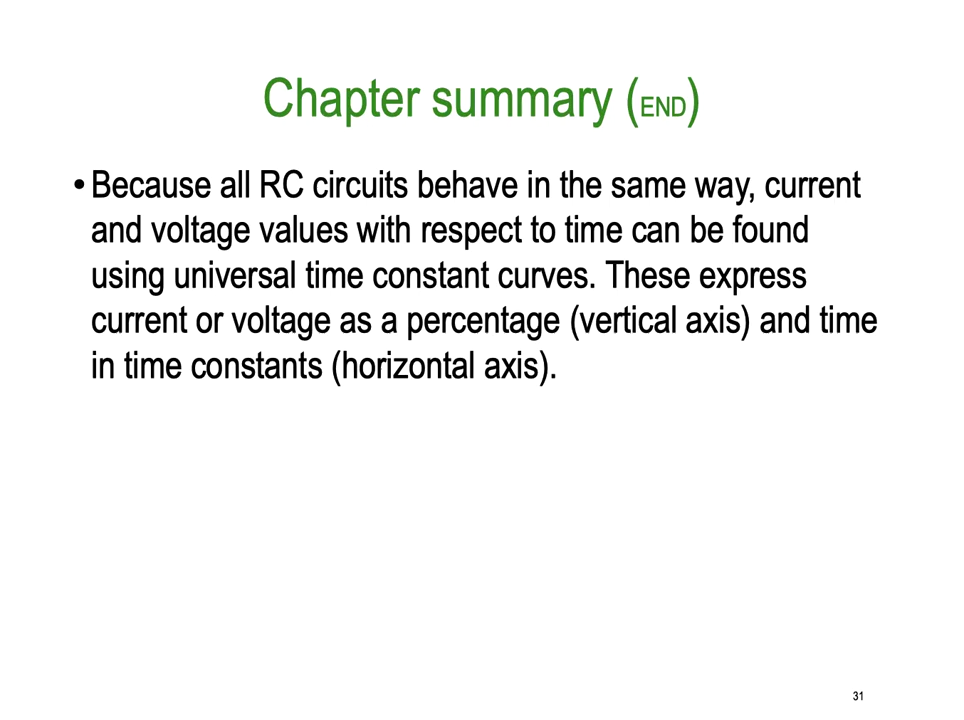 Chapter summary (END)
• Because all RC circuits behave in the same way, current
and voltage values with respect to time can be found
using universal time constant curves. These express
current or voltage as a percentage (vertical axis) and time
in time constants (horizontal axis).
31